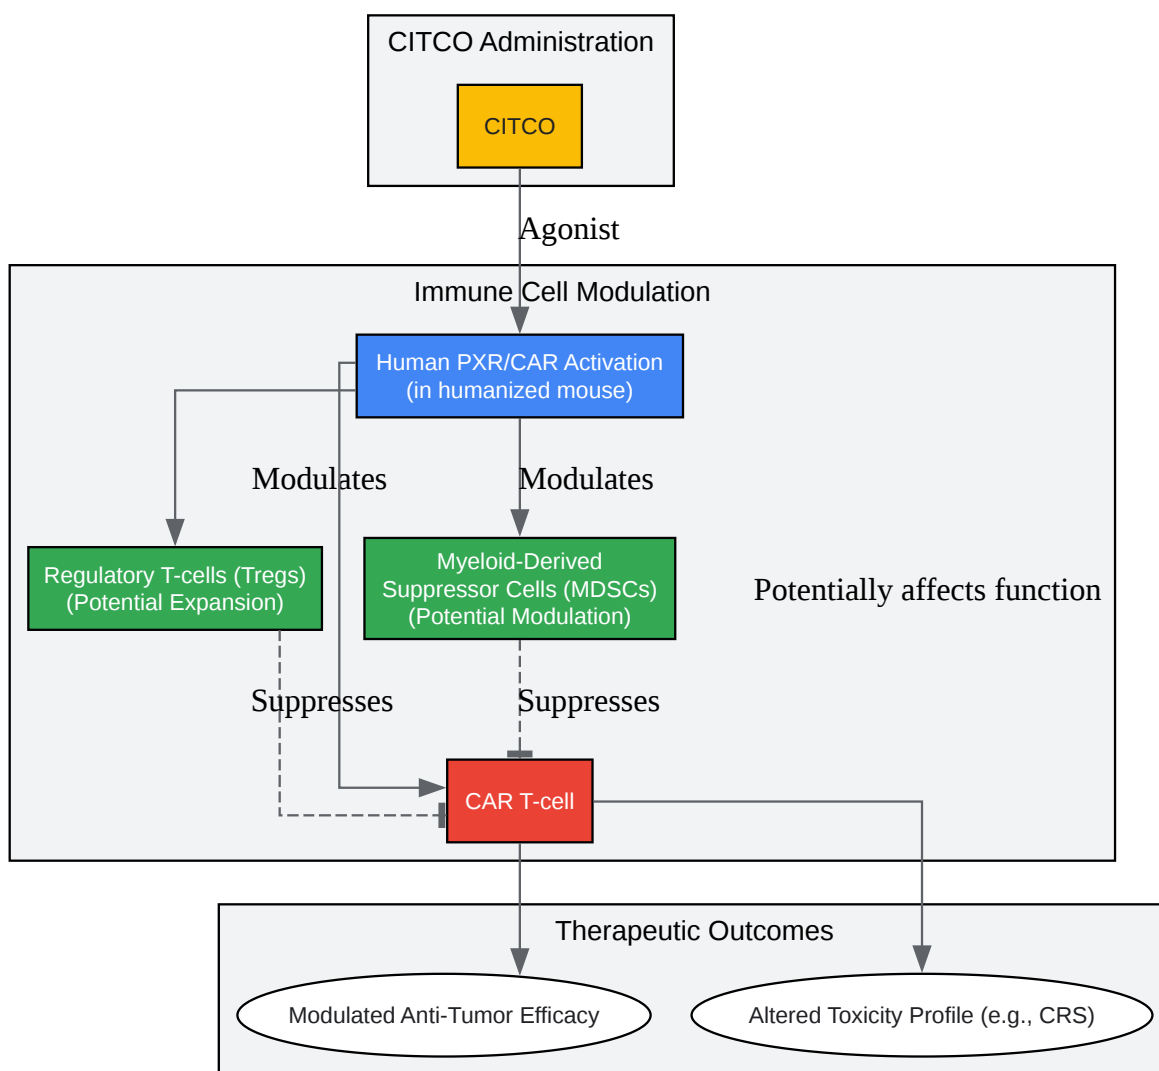 CITCO Administration
CITCO
Agonist
Immune Cell Modulation
Human PXR/CAR Activation
(in humanized mouse)
Modulates
Modulates
Regulatory T-cells (Tregs)
(Potential Expansion)
Myeloid-Derived
Suppressor Cells (MDSCs)
(Potential Modulation)
Potentially affects function
Suppresses
Suppresses
CAR T-cell
Therapeutic Outcomes
Modulated Anti-Tumor Efficacy
Altered Toxicity Profile (e.g., CRS)